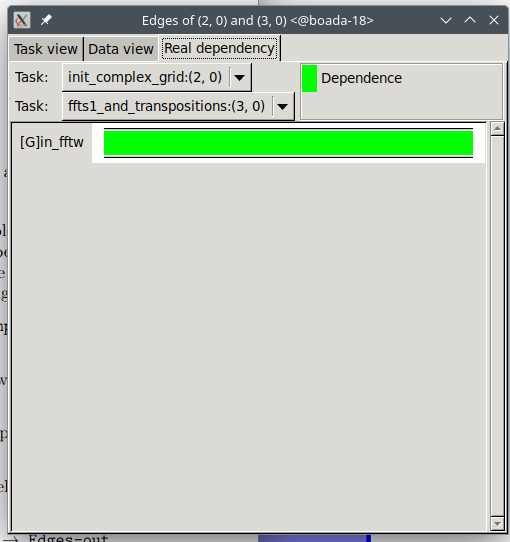 Edges of (2, 0) and (3, 0) <@boada-18>
Task view Data view Real dependency
Task: init_complex_grid:(2, 0)
Dependence
Task: ffts1_and_transpositions:(3, 0)
[G]in_fftw
→ Edges=out